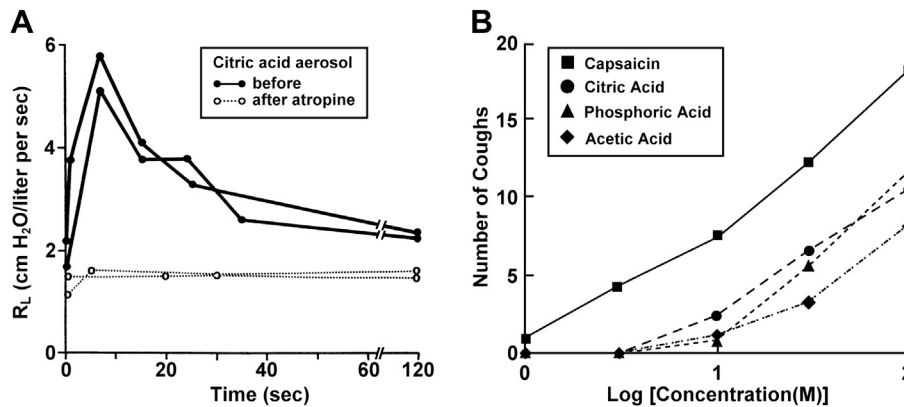 A
6
4
2
0
R_L (cm H₂O/liter per sec)
Citric acid aerosol
before
after atropine
0 20 40 60 120
Time (sec)
B
20
15
10
5
0
Number of Coughs
Capsaicin
Citric Acid
Phosphoric Acid
Acetic Acid
0 1 2
Log [Concentration(M)]